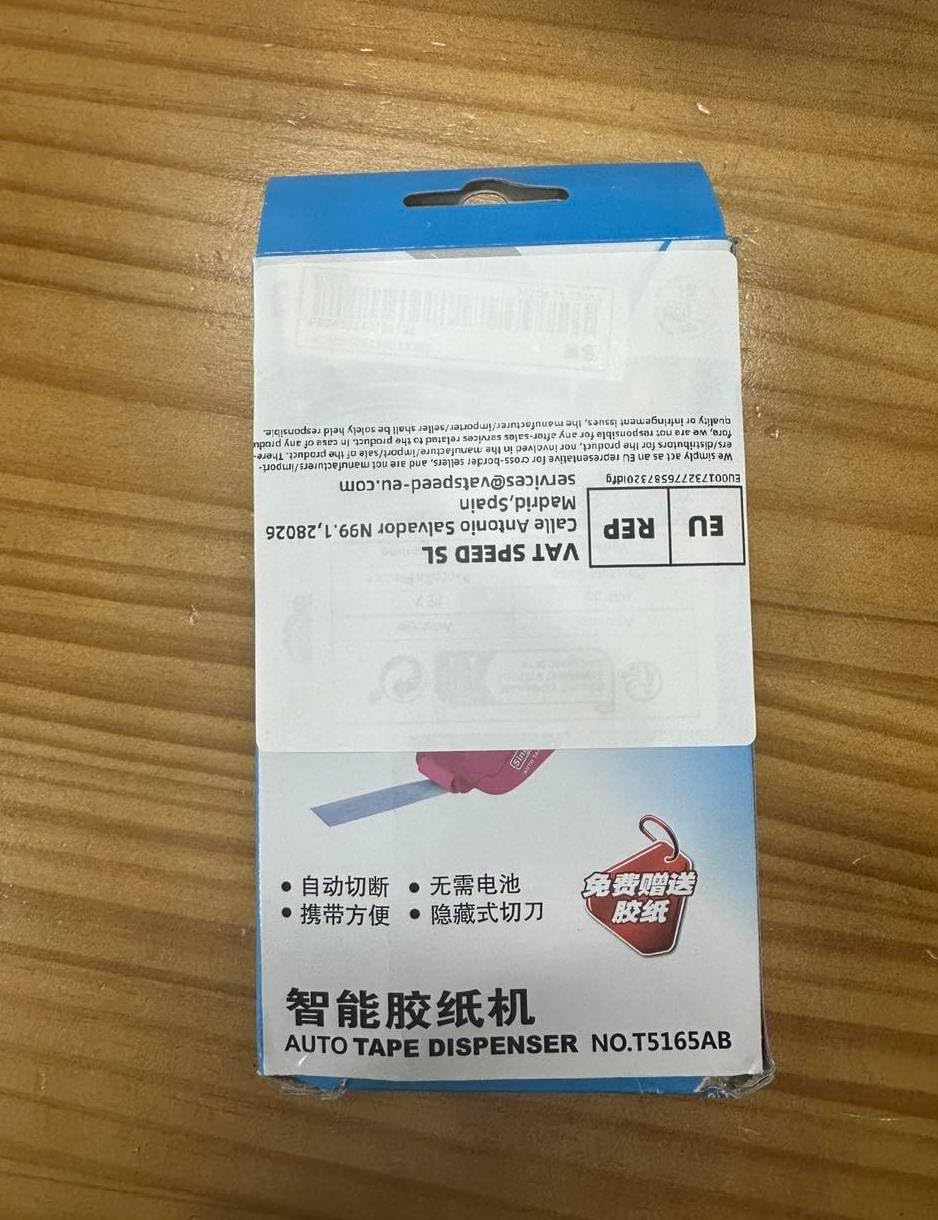 EU REP
VAT SPEED SL
Calle Antonio Salvador N99.1,28026
Madrid,Spain
services@vatspeed-eu.com
We simply act as an EU representative for cross-border sellers, and are not manufacturers/import-
ers/distributors for the product, nor involved in the manufacture/import/sale of the product. There-
fore, we are not responsible for any after-sales services related to the product. In case of any produ
quality or infringement issues, the manufacturer/importer/seller shall be solely held responsible.
• 自动切断 • 无需电池
• 携带方便 • 隐藏式切刀
免费赠送
胶纸
智能胶纸机
AUTO TAPE DISPENSER NO.T5165AB